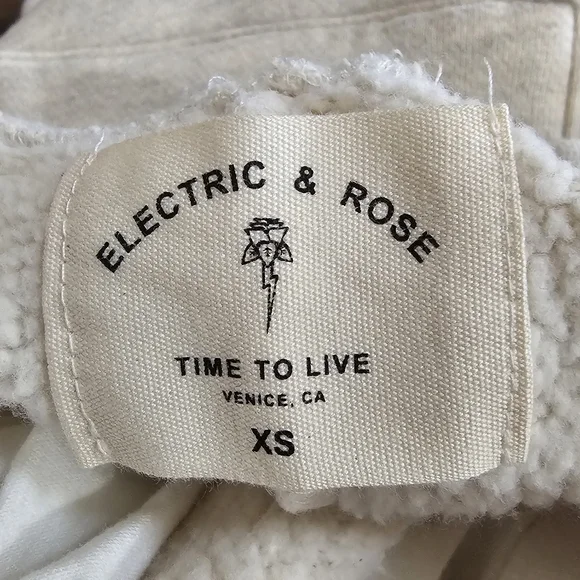 ELECTRIC & ROSE
TIME TO LIVE
VENICE, CA
XS